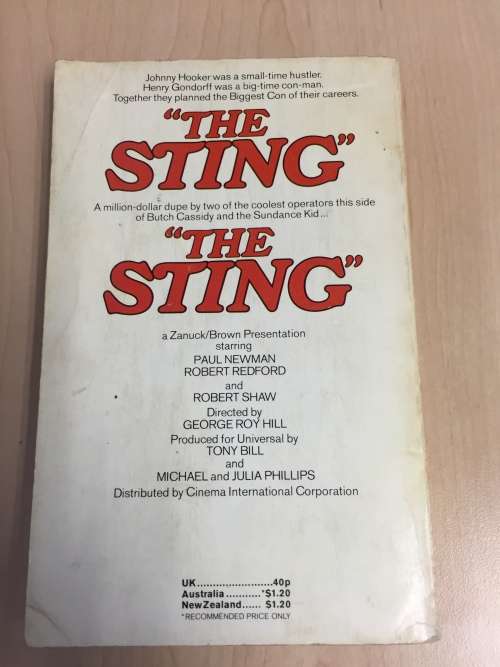 Johnny Hooker was a small-time hustler.
Henry Gondorff was a big-time con-man.
Together they planned the Biggest Con of their careers.
“THE
STING”
A million-dollar dupe by two of the coolest operators this side
of Butch Cassidy and the Sundance Kid...
“THE
STING”
a Zanuck/Brown Presentation
starring
PAUL NEWMAN
ROBERT REDFORD
and
ROBERT SHAW
Directed by
GEORGE ROY HILL
Produced for Universal by
TONY BILL
and
MICHAEL and JULIA PHILLIPS
Distributed by Cinema International Corporation
UK........................40p
Australia ...........*$1.20
New Zealand...... $1.20
*RECOMMENDED PRICE ONLY